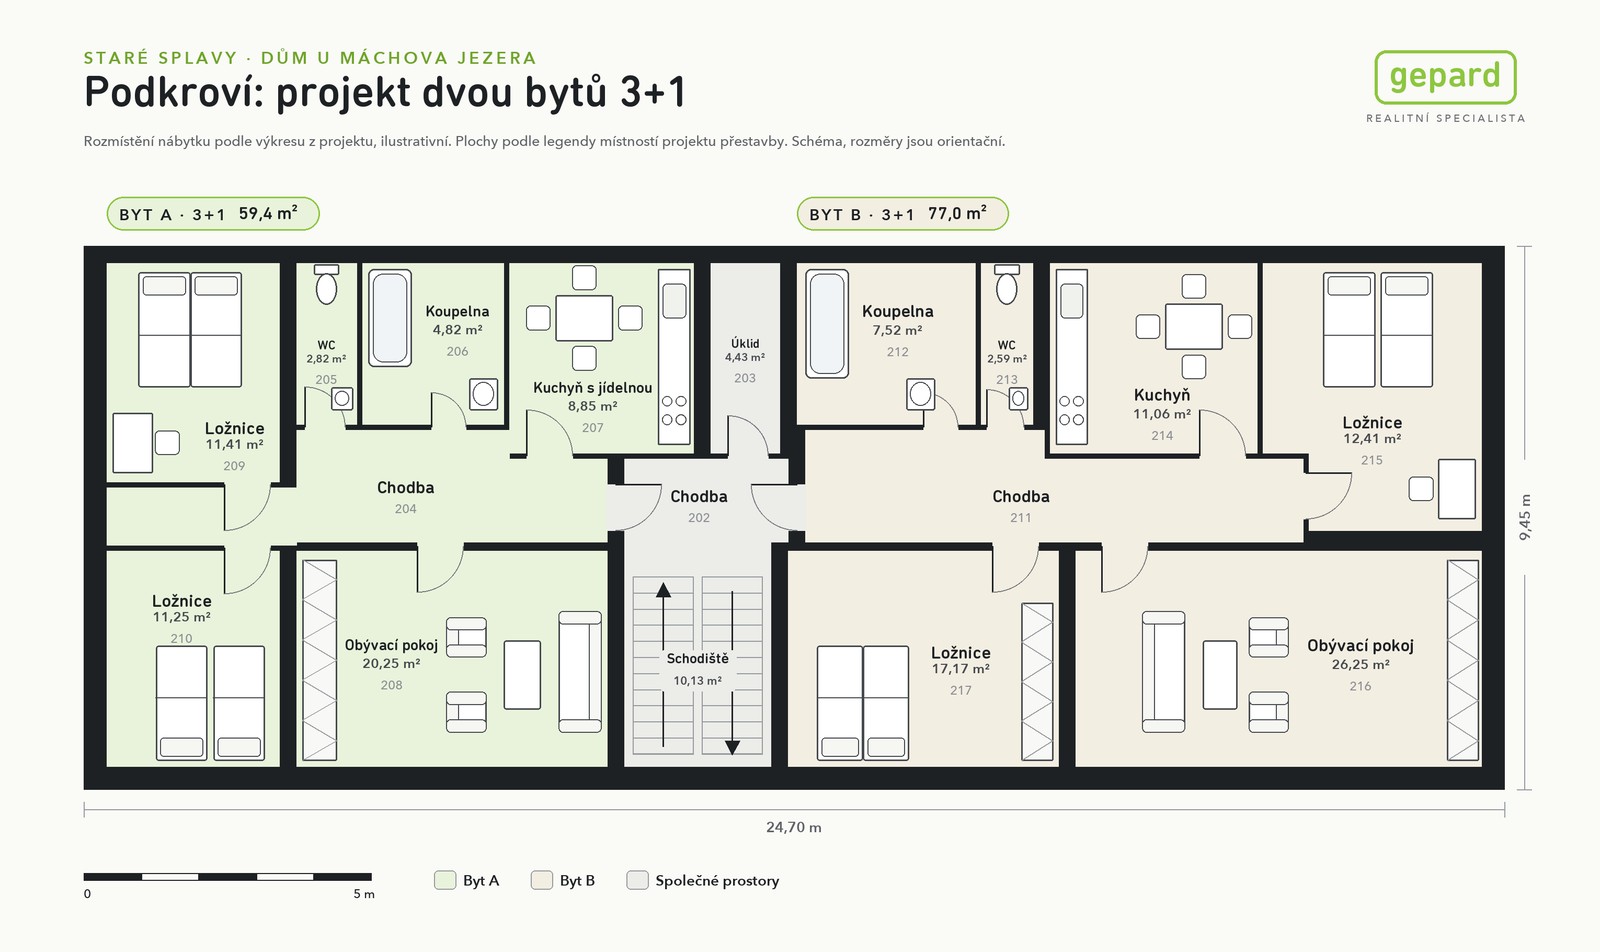 STARÉ SPLAVY · DŮM U MÁCHOVA JEZERA
Podkroví: projekt dvou bytů 3+1
Rozmístění nábytku podle výkresu z projektu, ilustrativní. Plochy podle legendy místností projektu přestavby. Schéma, rozměry jsou orientační.
gepard
REALITNÍ SPECIALISTA
BYT A · 3+1 59,4 m²
BYT B · 3+1 77,0 m²
Ložnice
11,41 m²
209
WC
2,82 m²
205
Koupelna
4,82 m²
206
Kuchyň s jídelnou
8,85 m²
207
Úklid
4,43 m²
203
Koupelna
7,52 m²
212
WC
2,59 m²
213
Kuchyň
11,06 m²
214
Ložnice
12,41 m²
215
Chodba
204
Chodba
202
Chodba
211
Ložnice
11,25 m²
210
Obývací pokoj
20,25 m²
208
Schodiště
10,13 m²
Ložnice
17,17 m²
217
Obývací pokoj
26,25 m²
216
9,45 m
24,70 m
0 5 m
Byt A
Byt B
Společné prostory